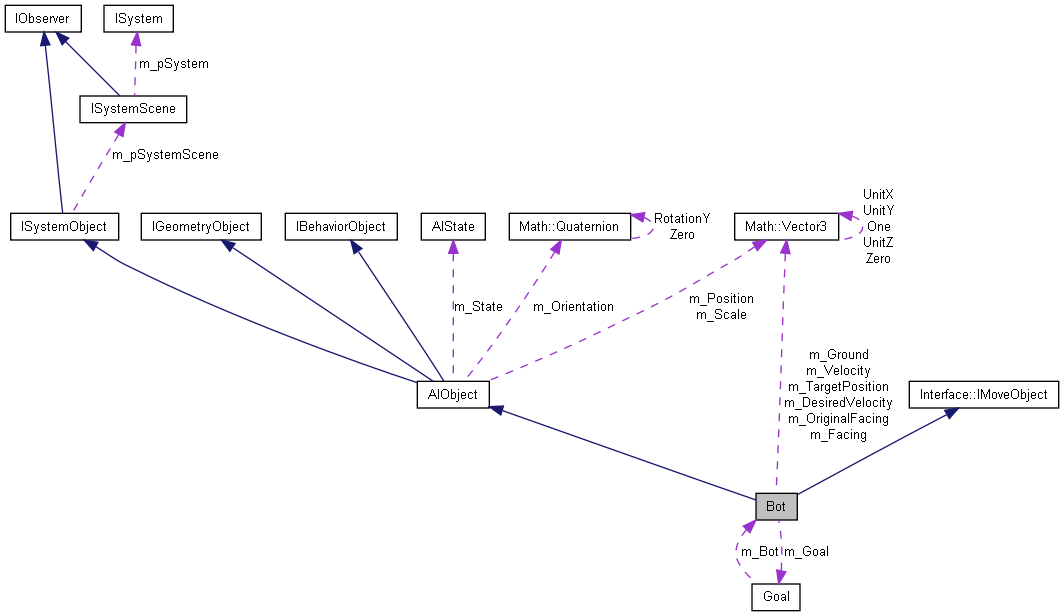 IObserver
ISystem
m_pSystem
ISystemScene
m_pSystemScene
UnitX
UnitY
One
UnitZ
Zero
RotationY
Zero
ISystemObject
IGeometryObject
IBehaviorObject
AIState
Math::Quaternion
Math::Vector3
m_State
m_Orientation
m_Position
m_Scale
m_Ground
m_Velocity
m_TargetPosition
m_DesiredVelocity
m_OriginalFacing
m_Facing
AIObject
Interface::IMoveObject
Bot
m_Bot
m_Goal
Goal